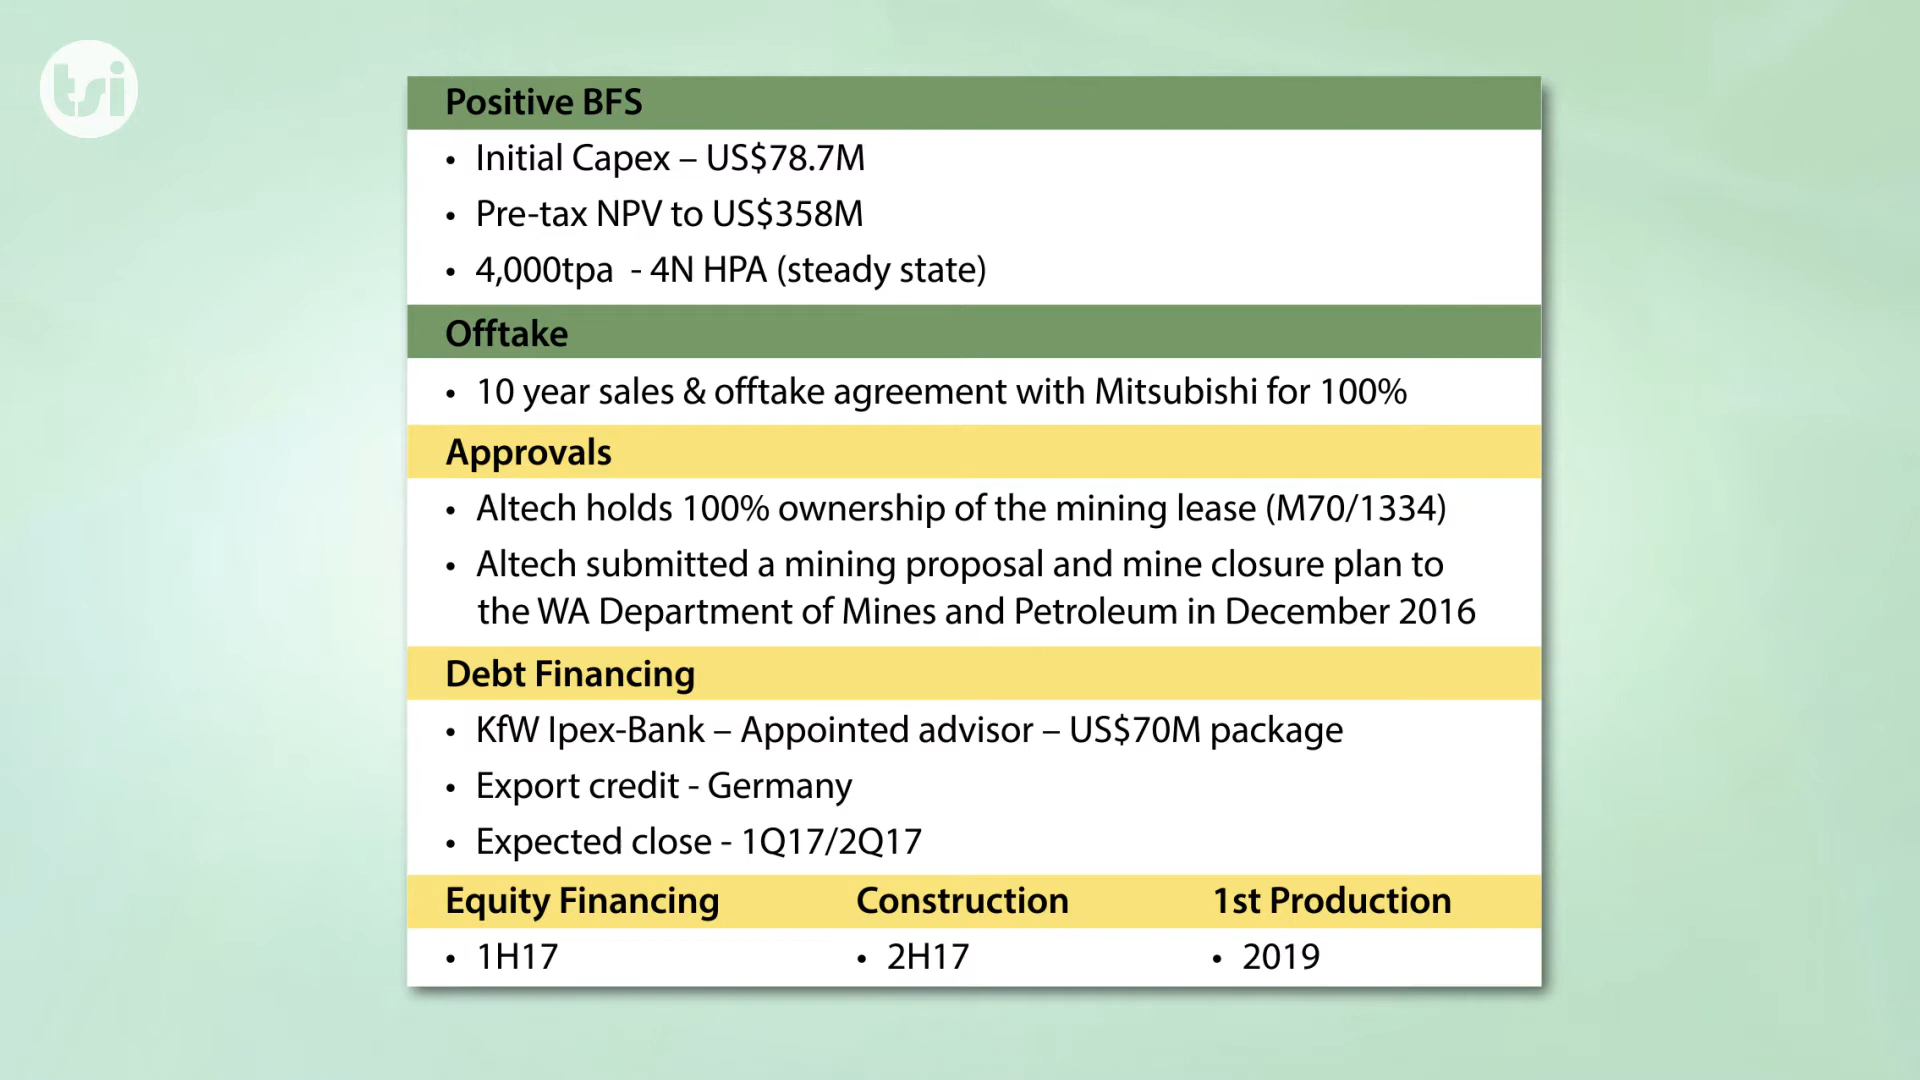 tsi
Positive BFS
• Initial Capex – US$78.7M
• Pre-tax NPV to US$358M
• 4,000tpa - 4N HPA (steady state)
Offtake
• 10 year sales & offtake agreement with Mitsubishi for 100%
Approvals
• Altech holds 100% ownership of the mining lease (M70/1334)
• Altech submitted a mining proposal and mine closure plan to
the WA Department of Mines and Petroleum in December 2016
Debt Financing
• KfW Ipex-Bank – Appointed advisor – US$70M package
• Export credit - Germany
• Expected close - 1Q17/2Q17
Equity Financing Construction 1st Production
• 1H17 • 2H17 • 2019